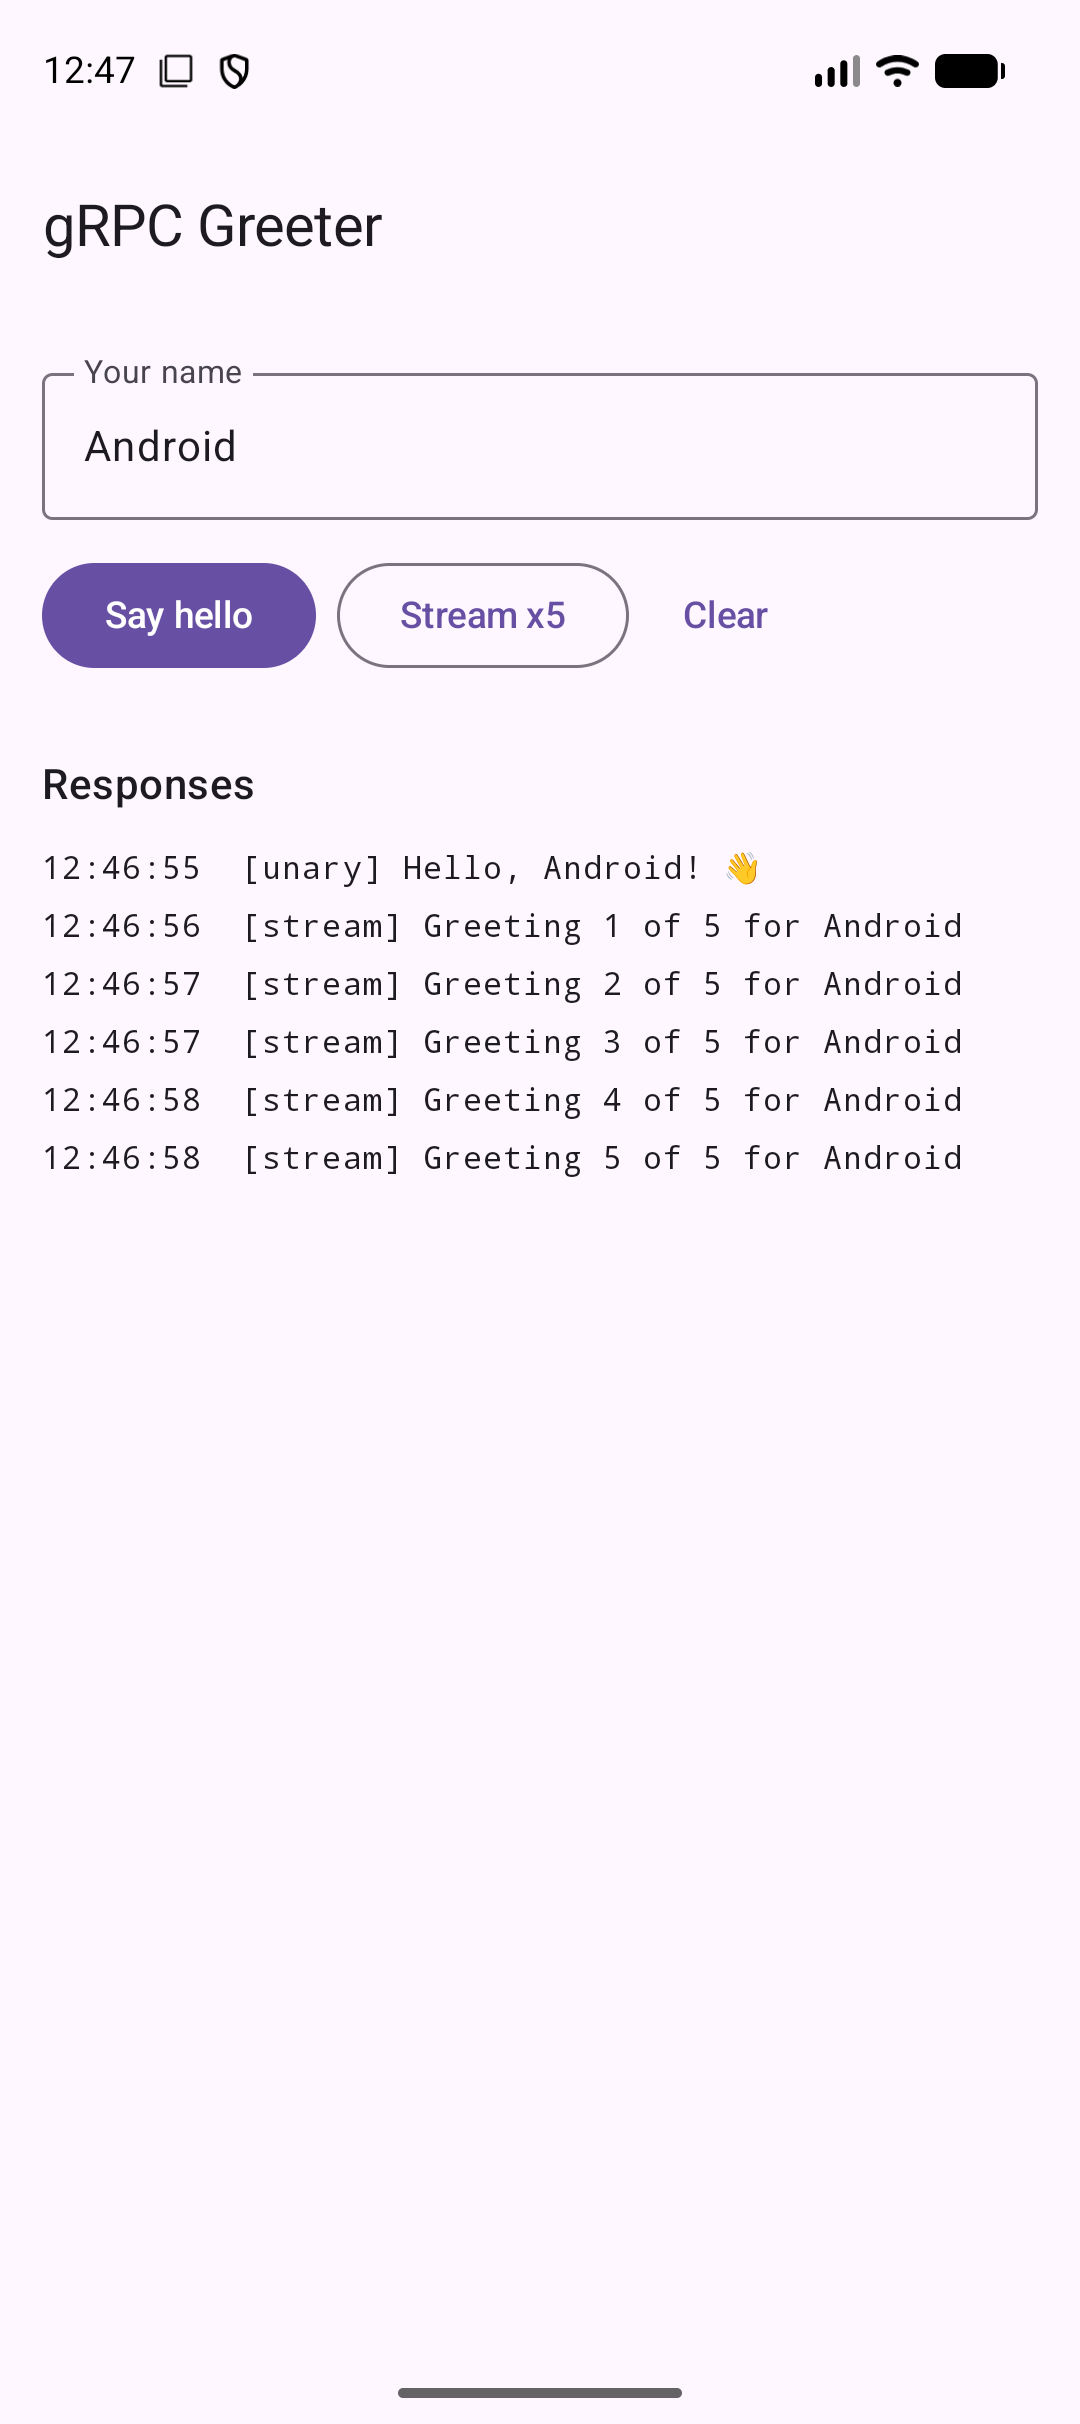 12:47
gRPC Greeter
Your name
Android
Say hello Stream x5 Clear
Responses
12:46:55 [unary] Hello, Android! 👋
12:46:56 [stream] Greeting 1 of 5 for Android
12:46:57 [stream] Greeting 2 of 5 for Android
12:46:57 [stream] Greeting 3 of 5 for Android
12:46:58 [stream] Greeting 4 of 5 for Android
12:46:58 [stream] Greeting 5 of 5 for Android